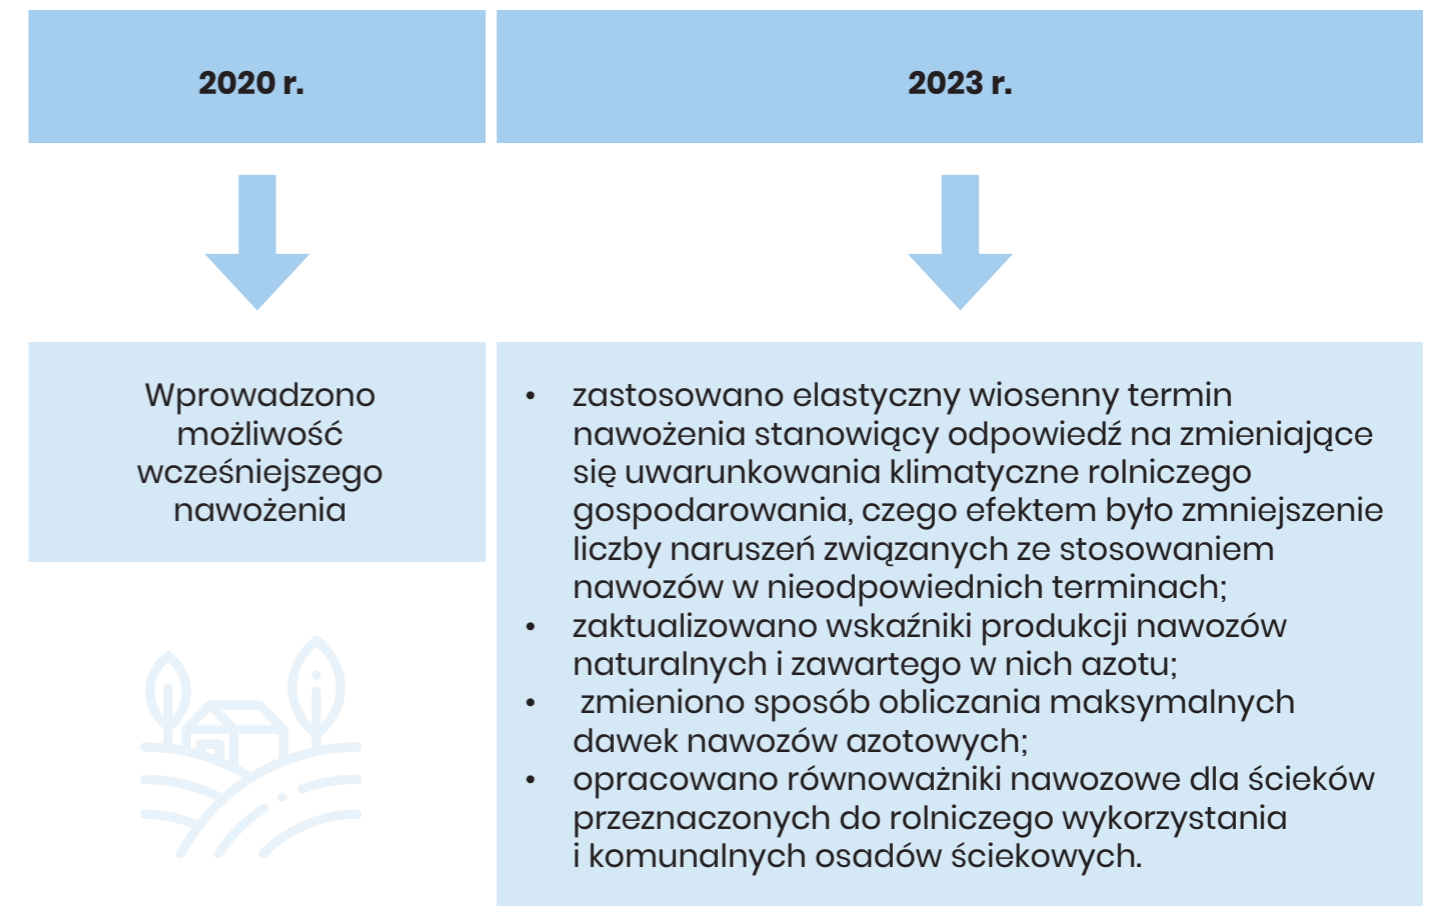 2020 r.
2023 r.
Wprowadzono
możliwość
wcześniejszego
nawożenia
• zastosowano elastyczny wiosenny termin
nawożenia stanowiący odpowiedź na zmieniające
się uwarunkowania klimatyczne rolniczego
gospodarowania, czego efektem było zmniejszenie
liczby naruszeń związanych ze stosowaniem
nawozów w nieodpowiednich terminach;
• zaktualizowano wskaźniki produkcji nawozów
naturalnych i zawartego w nich azotu;
• zmieniono sposób obliczania maksymalnych
dawek nawozów azotowych;
• opracowano równoważniki nawozowe dla ścieków
przeznaczonych do rolniczego wykorzystania
i komunalnych osadów ściekowych.